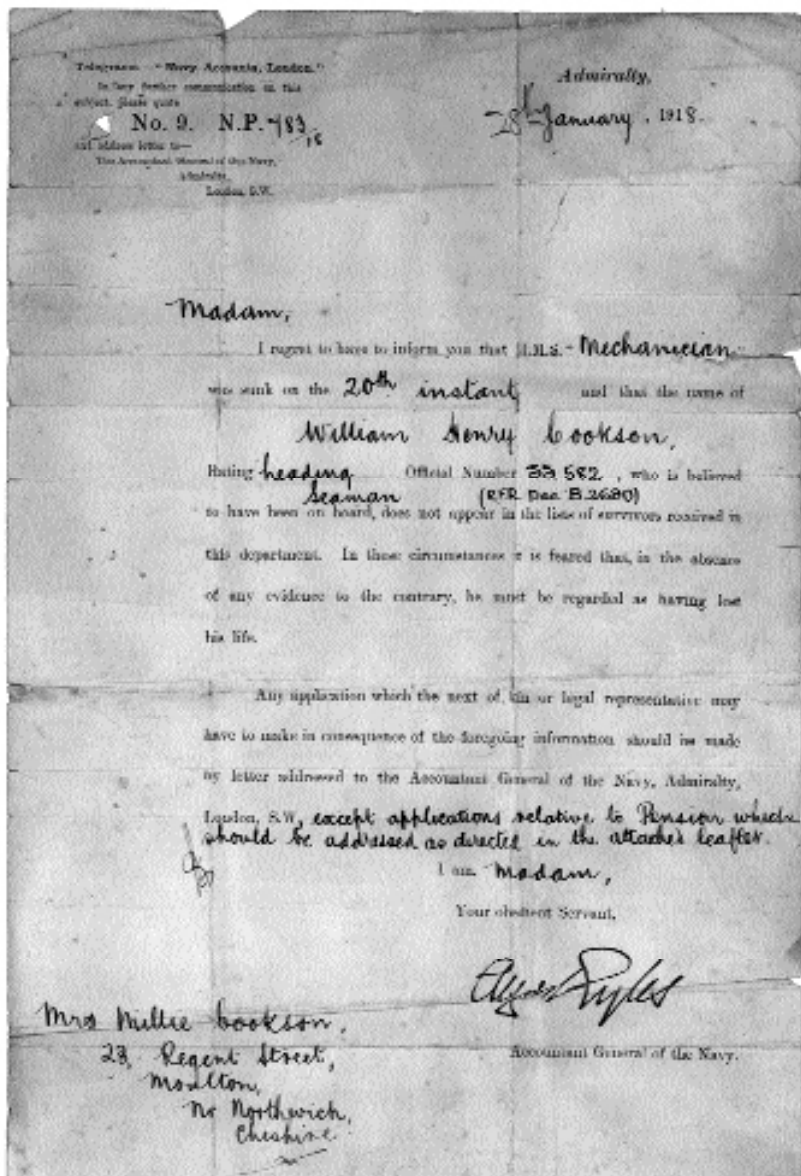 Telegrams. "Navy Accounts, London."
In any further communication on this
subject, please quote
No. 9. N.P. 783/18
and address letter to—
The Accountant General of the Navy,
Admiralty,
London, S.W.
Admiralty,
28th January, 1918.
Madam,
I regret to have to inform you that H.M.S. "Mechanician"
was sunk on the 20th instant, and that the name of
William Henry Cookson,
Rating Leading Official Number 33,582, who is believed
Seaman (RFR Dec. B.2680)
to have been on board, does not appear in the lists of survivors received in
this department. In these circumstances it is feared that, in the absence
of any evidence to the contrary, he must be regarded as having lost
his life.
Any application which the next of kin or legal representative may
have to make in consequence of the foregoing information should be made
by letter addressed to the Accountant General of the Navy, Admiralty,
London, S.W, except applications relative to Pension which
should be addressed as directed in the attached leaflet.
I am, Madam,
Your obedient Servant,
Accountant General of the Navy.
Mrs Millie Cookson,
23, Regent Street,
Moulton,
Nr Northwich,
Cheshire